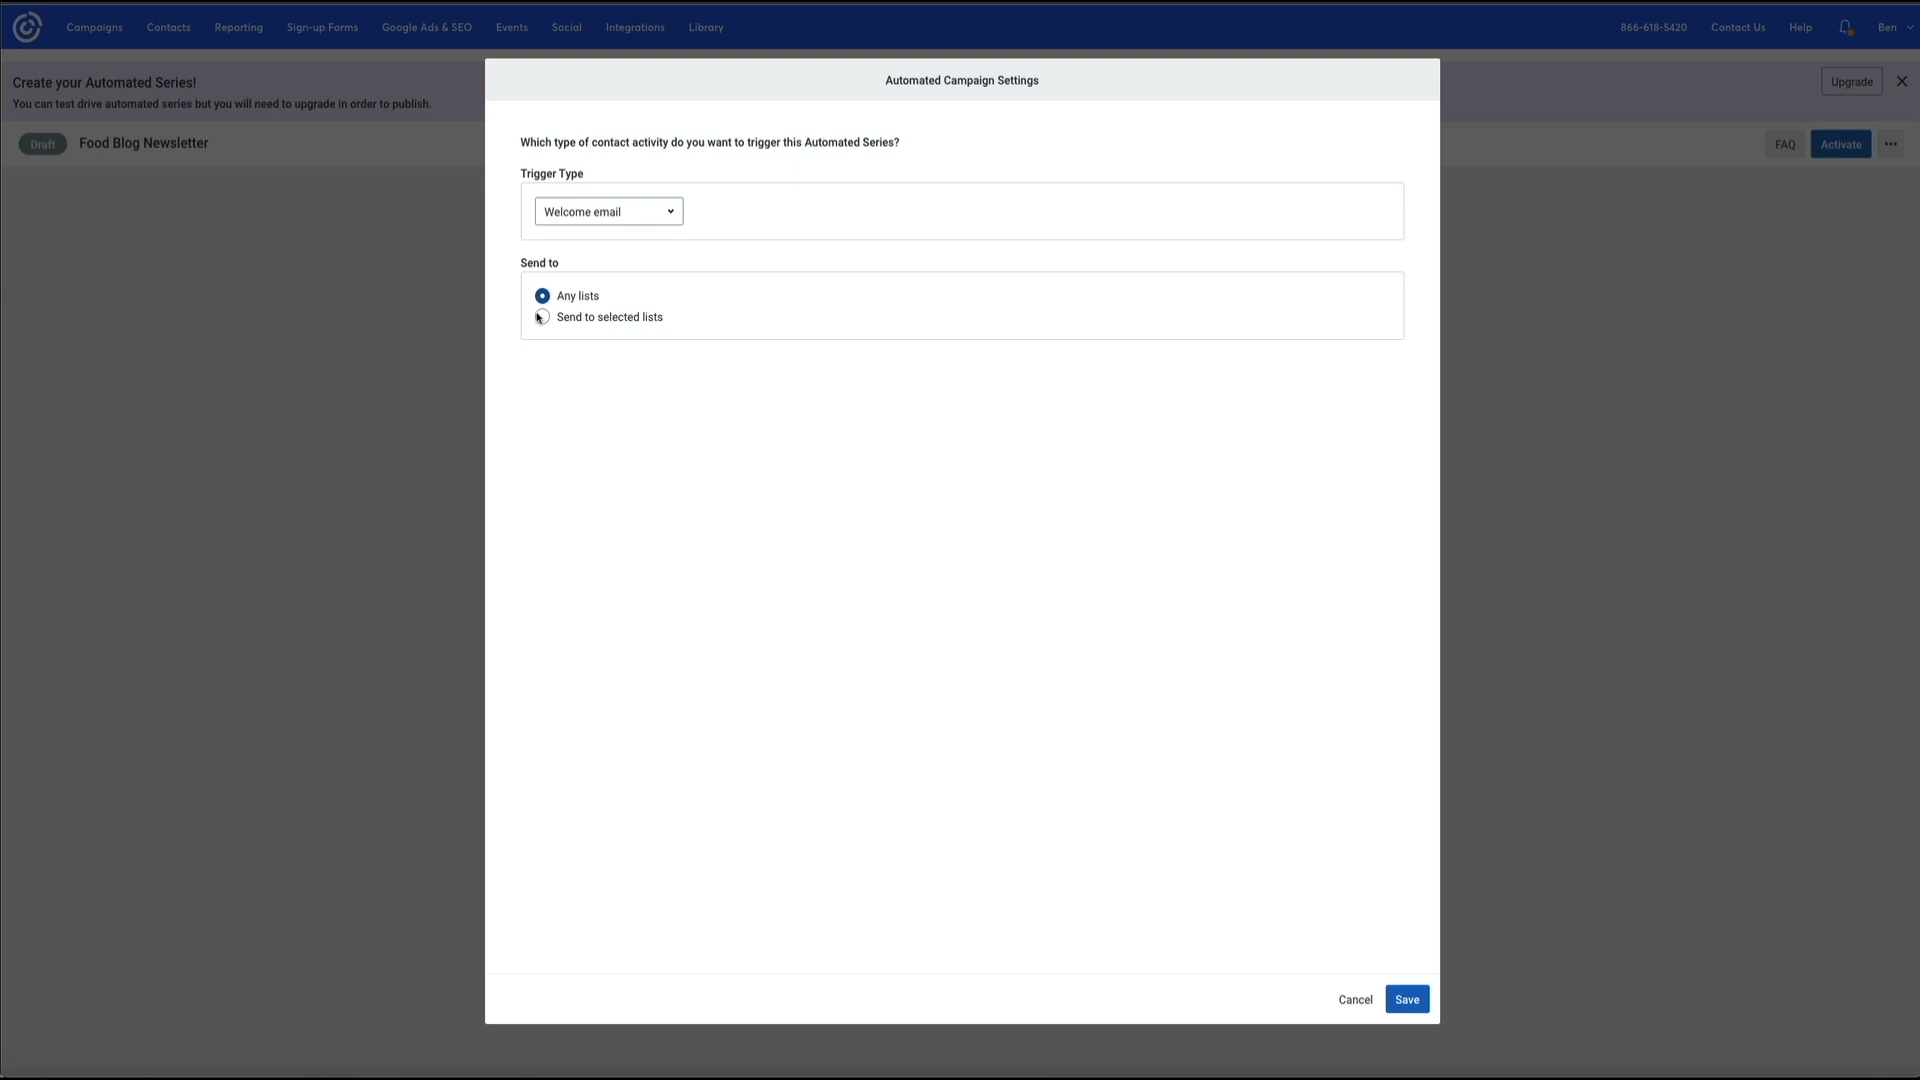 Campaigns Contacts Reporting Sign-up Forms Google Ads & SEO Events Social Integrations Library 866-618-5420 Contact Us Help Ben
Create your Automated Series!
You can test drive automated series but you will need to upgrade in order to publish.
Upgrade
Draft Food Blog Newsletter
FAQ Activate
Automated Campaign Settings
Which type of contact activity do you want to trigger this Automated Series?
Trigger Type
Welcome email
Send to
Any lists
Send to selected lists
Cancel Save